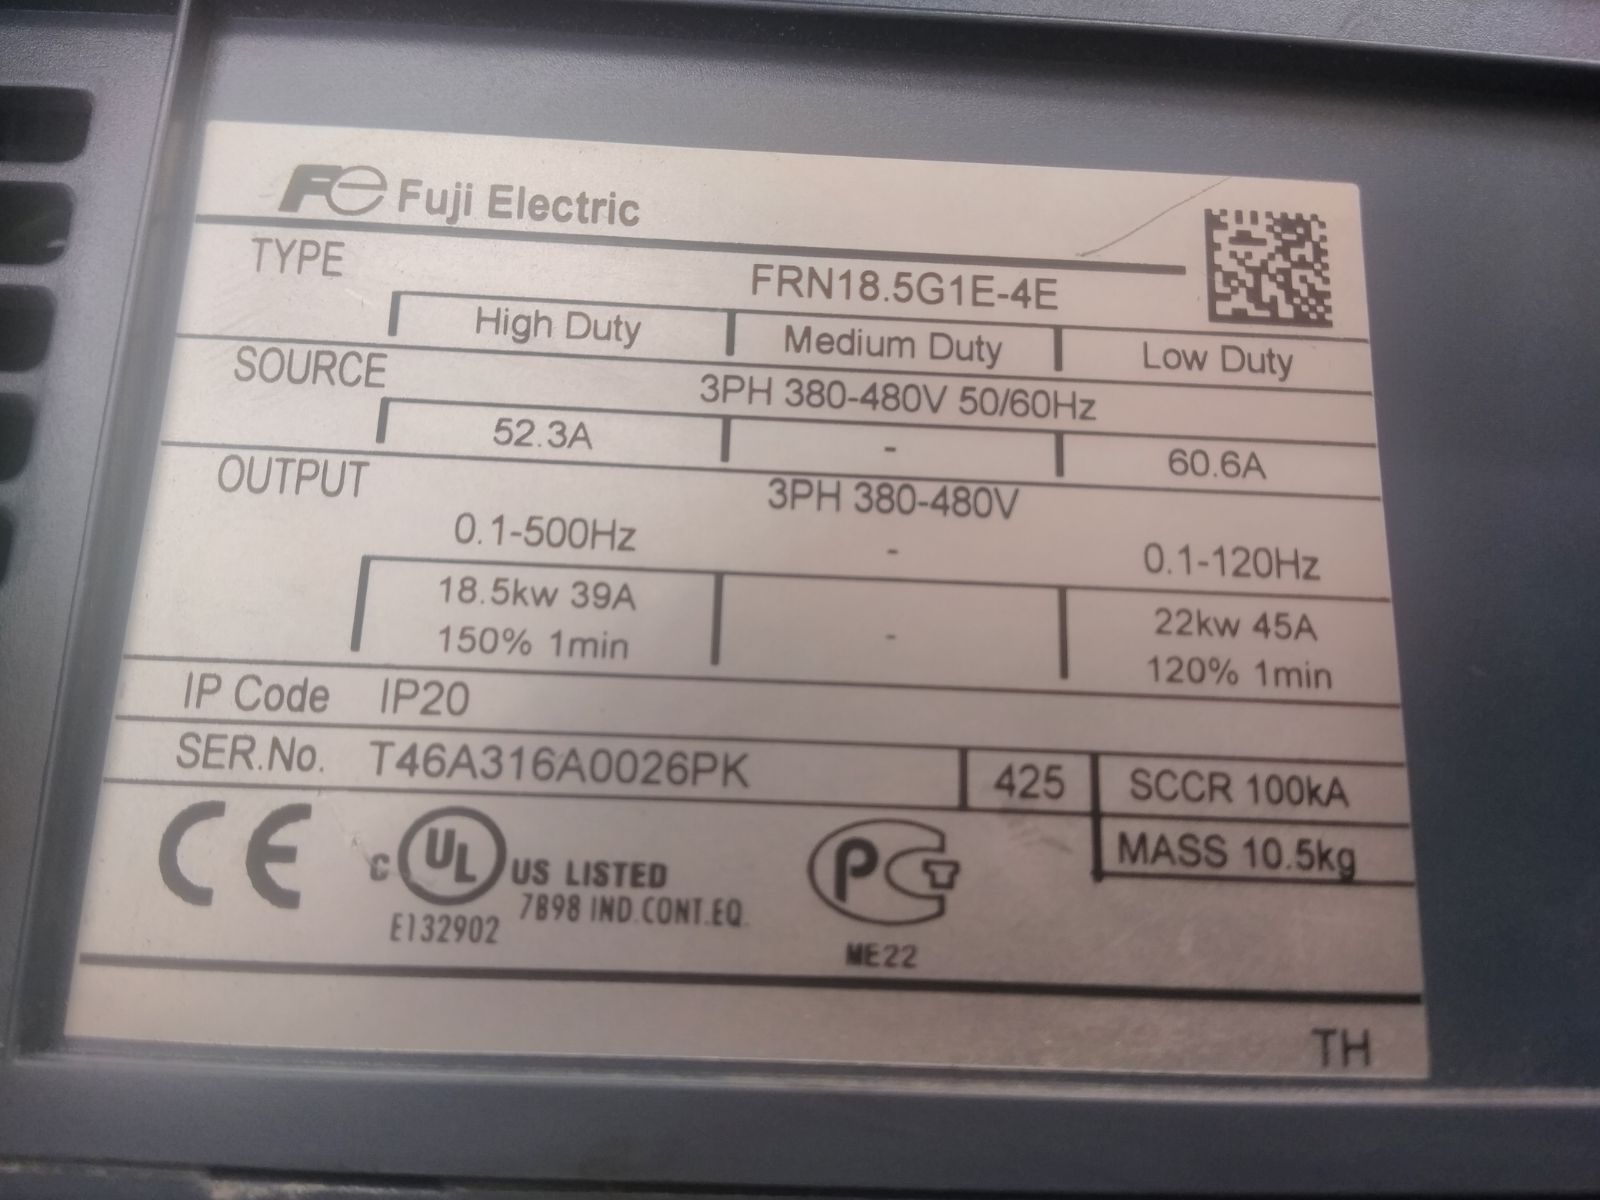 Fe Fuji Electric
TYPE FRN18.5G1E-4E
High Duty Medium Duty Low Duty
SOURCE 3PH 380-480V 50/60Hz
52.3A - 60.6A
OUTPUT 3PH 380-480V
0.1-500Hz - 0.1-120Hz
18.5kw 39A - 22kw 45A
150% 1min 120% 1min
IP Code IP20
SER.No. T46A316A0026PK 425 SCCR 100kA
MASS 10.5kg
CE c UL US LISTED PCT
E132902 7898 IND.CONT.EQ.
ME22
TH